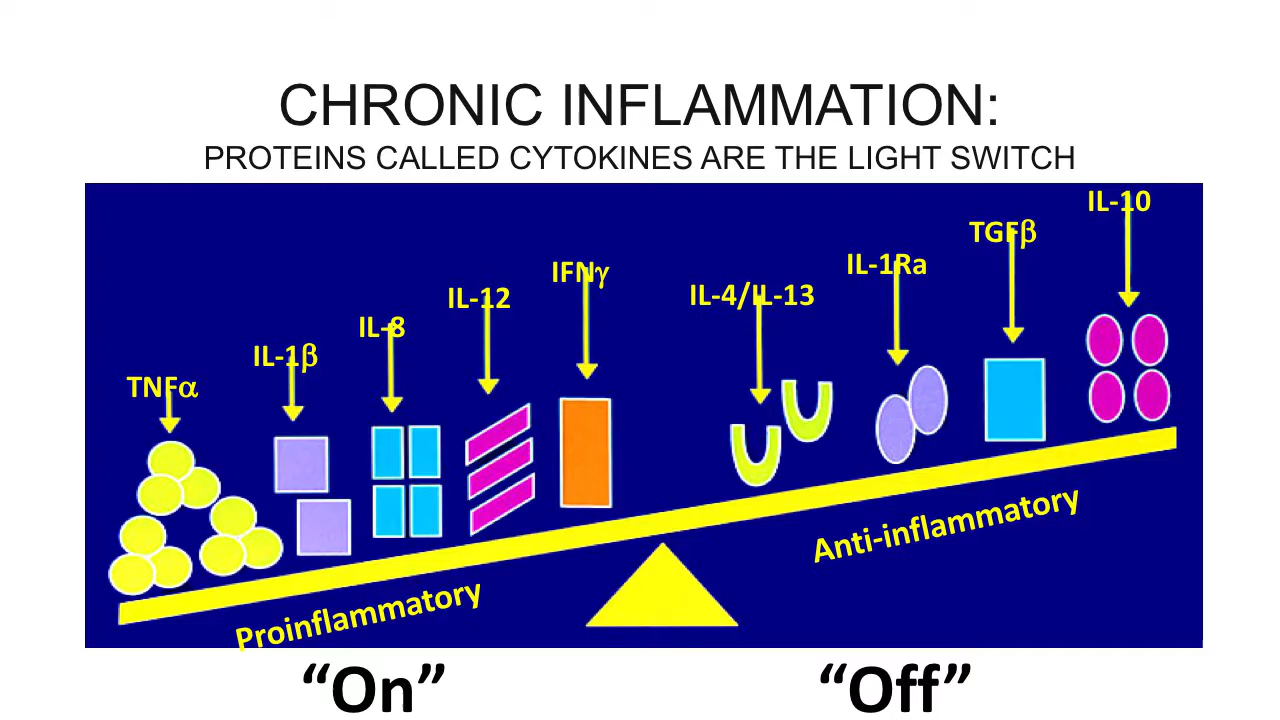 CHRONIC INFLAMMATION:
PROTEINS CALLED CYTOKINES ARE THE LIGHT SWITCH
TNFα
IL-1β
IL-8
IL-12
IFNγ
IL-4/IL-13
IL-1Ra
TGFβ
IL-10
Proinflammatory
Anti-inflammatory
“On”
“Off”